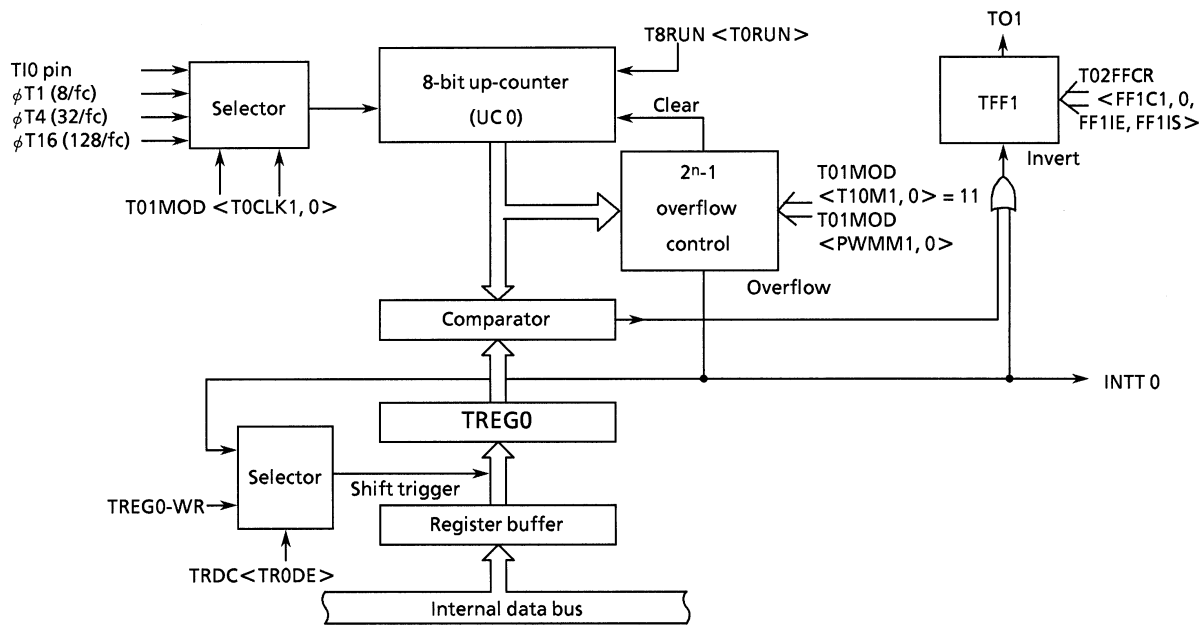 TO1
T8RUN <T0RUN>
TI0 pin
8-bit up-counter
(UC 0)
T02FFCR
<FF1C1, 0,
FF1IE, FF1IS>
TFF1
φT1 (8/fc)
φT4 (32/fc)
φT16 (128/fc)
Selector
Clear
Invert
T01MOD <T0CLK1, 0>
2ⁿ-1
overflow
control
T01MOD
<T10M1, 0> = 11
T01MOD
<PWMM1, 0>
Overflow
Comparator
INTT 0
TREG0
Selector
Shift trigger
TREG0-WR
Register buffer
TRDC<TR0DE>
Internal data bus